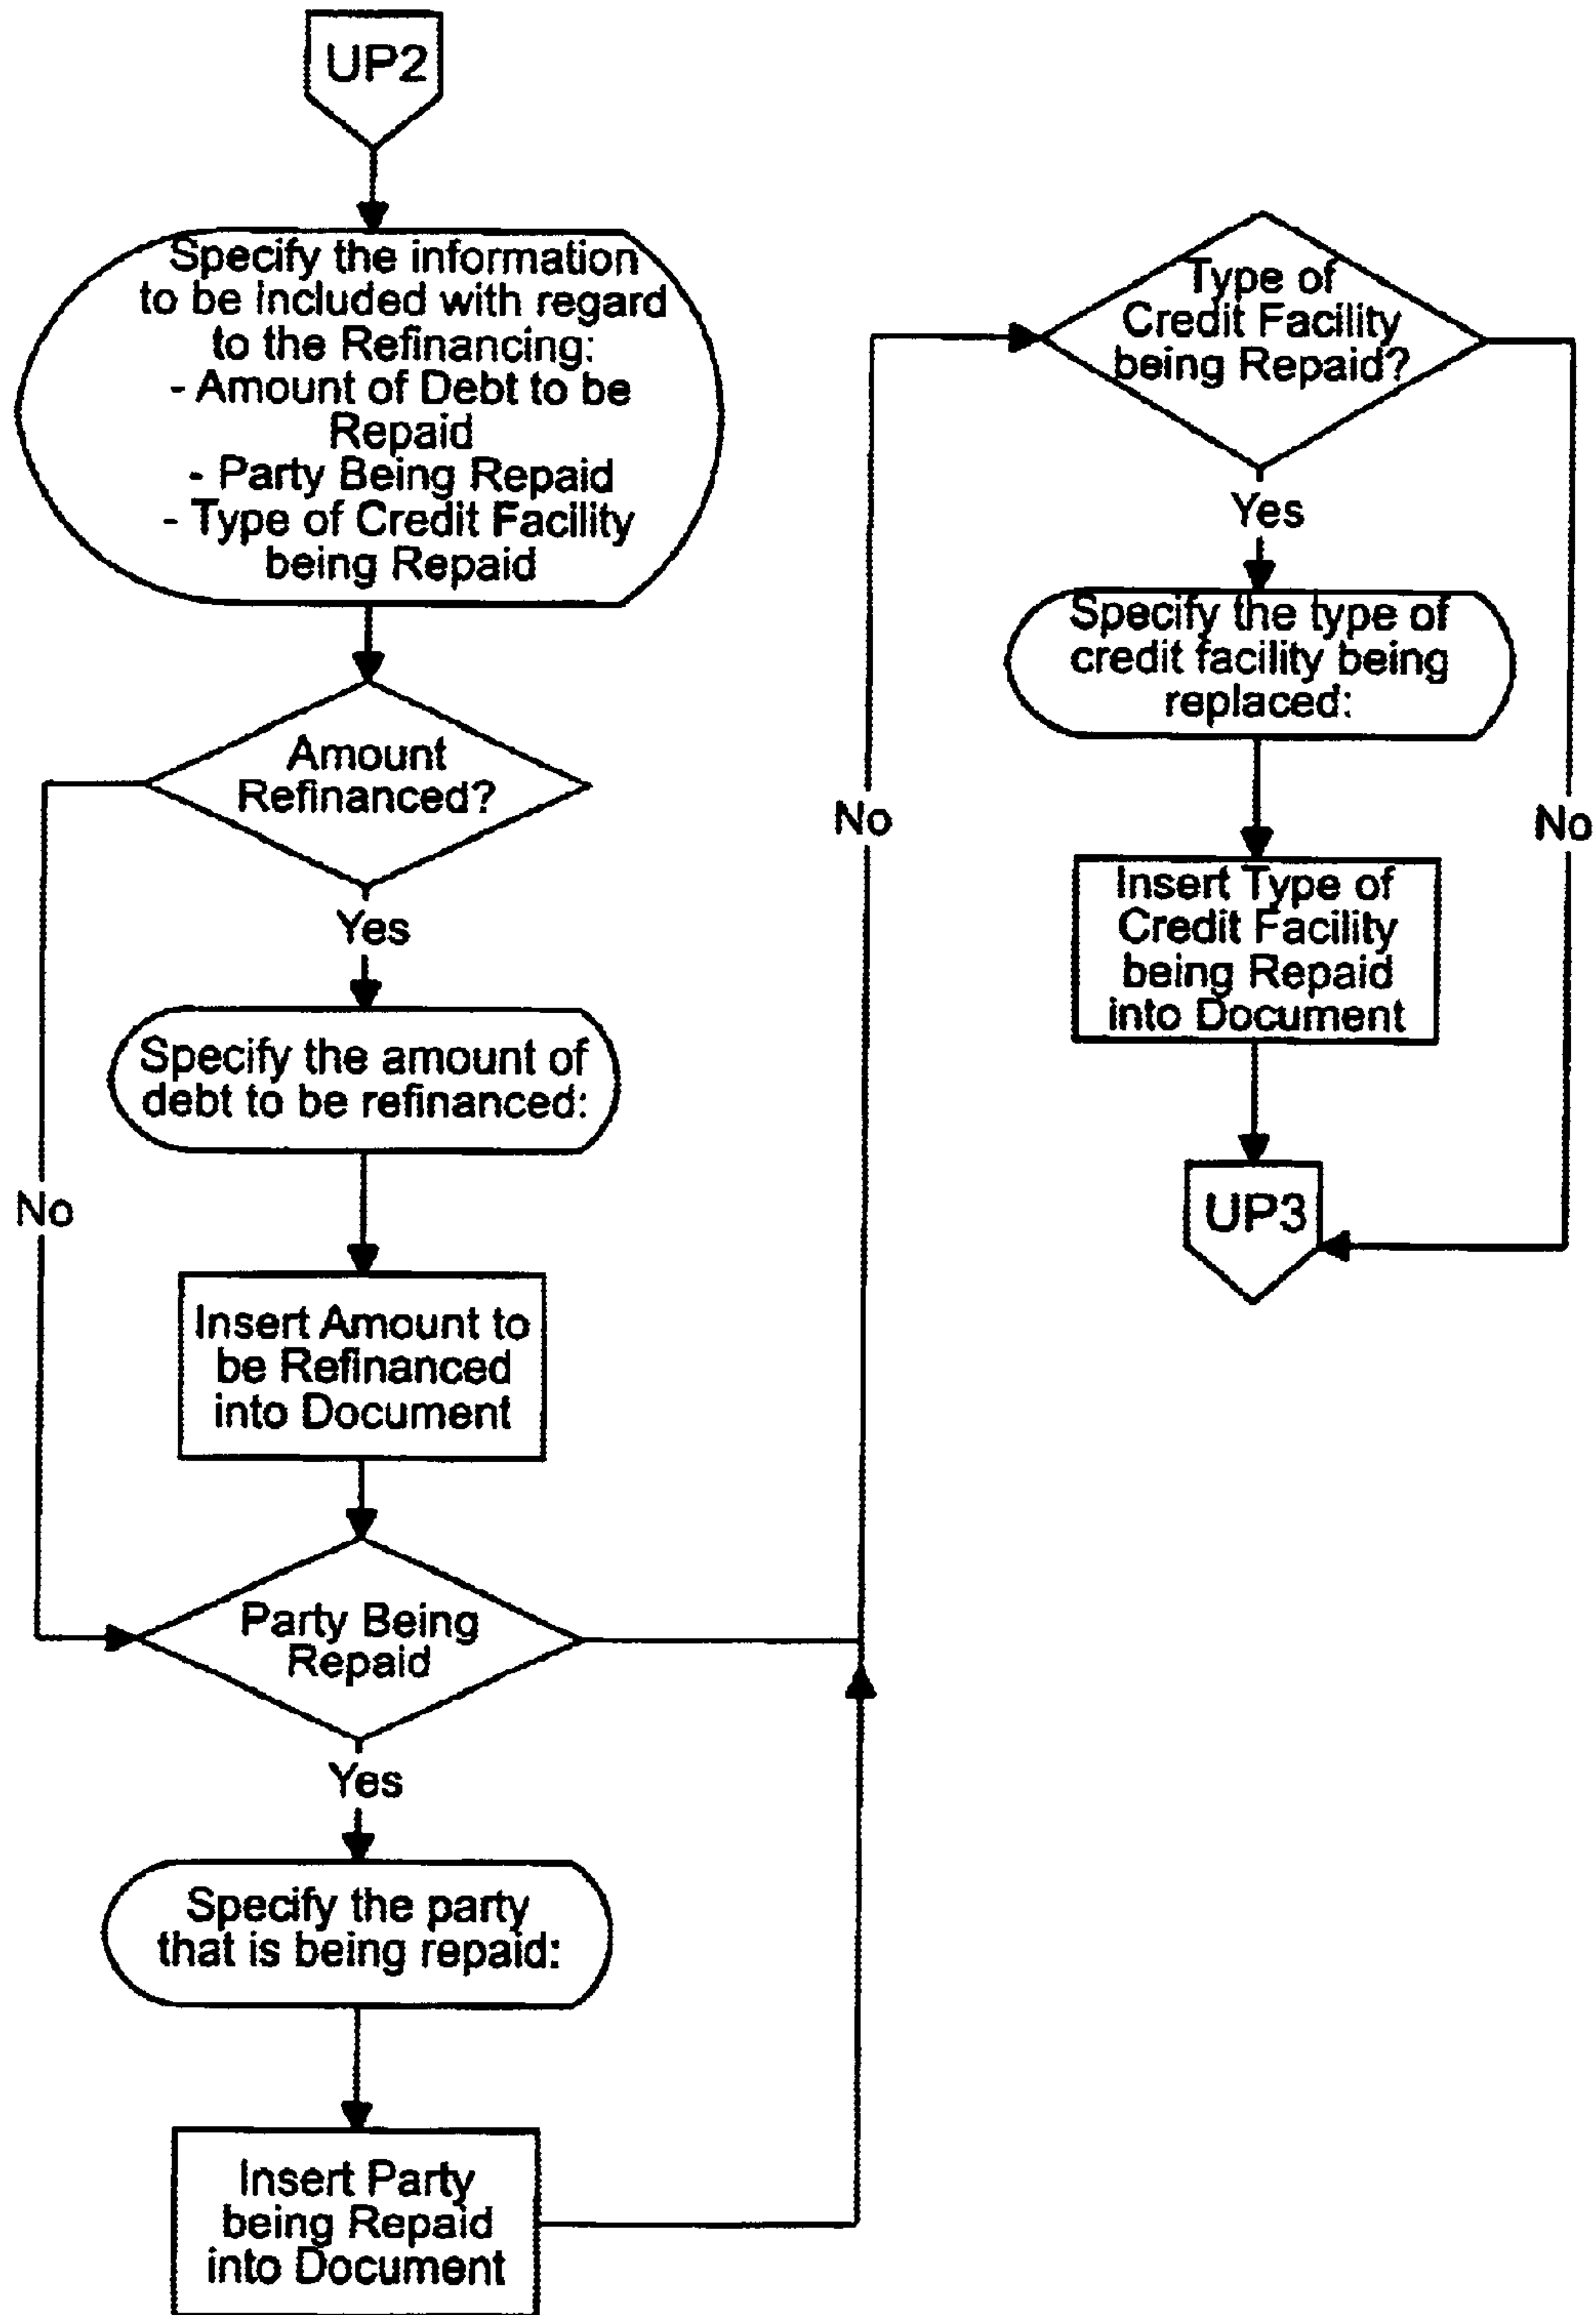 UP2
Specify the information
to be included with regard
to the Refinancing:
- Amount of Debt to be
Repaid
- Party Being Repaid
- Type of Credit Facility
being Repaid
Amount
Refinanced?
Yes
No
Specify the amount of
debt to be refinanced:
Insert Amount to
be Refinanced
into Document
Party Being
Repaid
Yes
No
Specify the party
that is being repaid:
Insert Party
being Repaid
into Document
Type of
Credit Facility
being Repaid?
Yes
No
Specify the type of
credit facility being
replaced:
Insert Type of
Credit Facility
being Repaid
into Document
UP3